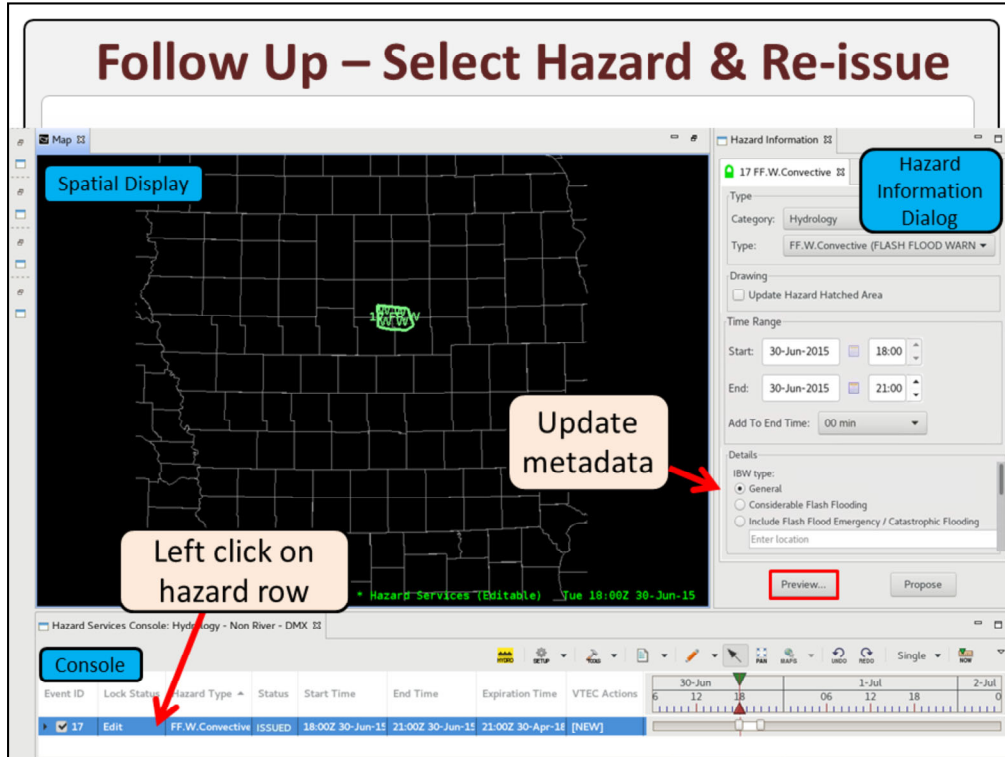 Follow Up – Select Hazard & Re-issue
Map
Spatial Display
* Hazard Services (Editable) Tue 18:00Z 30-Jun-15
Hazard Information
17 FF.W.Convective
Hazard
Information
Dialog
Type
Category: Hydrology
Type: FF.W.Convective (FLASH FLOOD WARN
Drawing
Update Hazard Hatched Area
Time Range
Start: 30-Jun-2015 18:00
End: 30-Jun-2015 21:00
Add To End Time: 00 min
Update
metadata
Details
IBW type:
General
Considerable Flash Flooding
Include Flash Flood Emergency / Catastrophic Flooding
Enter location
Preview... Propose
Left click on
hazard row
Hazard Services Console: Hydrology - Non River - DMX
Console
HYDRO SETUP TOOLS PAN MAPS UNDO REDO Single NOW
Event ID Lock Status Hazard Type Status Start Time End Time Expiration Time VTEC Actions
30-Jun 1-Jul 2-Jul
6 12 18 06 12 18 0
17 Edit FF.W.Convective ISSUED 18:00Z 30-Jun-15 21:00Z 30-Jun-15 21:00Z 30-Apr-18 [NEW]